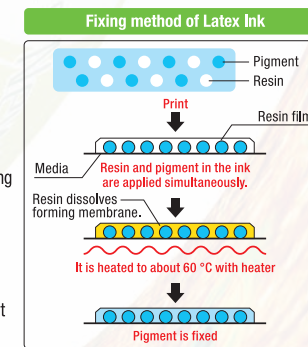 Fixing method of Latex Ink
Pigment
Resin
Print
Resin film
Media
Resin and pigment in the ink
are applied simultaneously.
Resin dissolves
forming membrane.
It is heated to about 60 °C with heater
Pigment is fixed